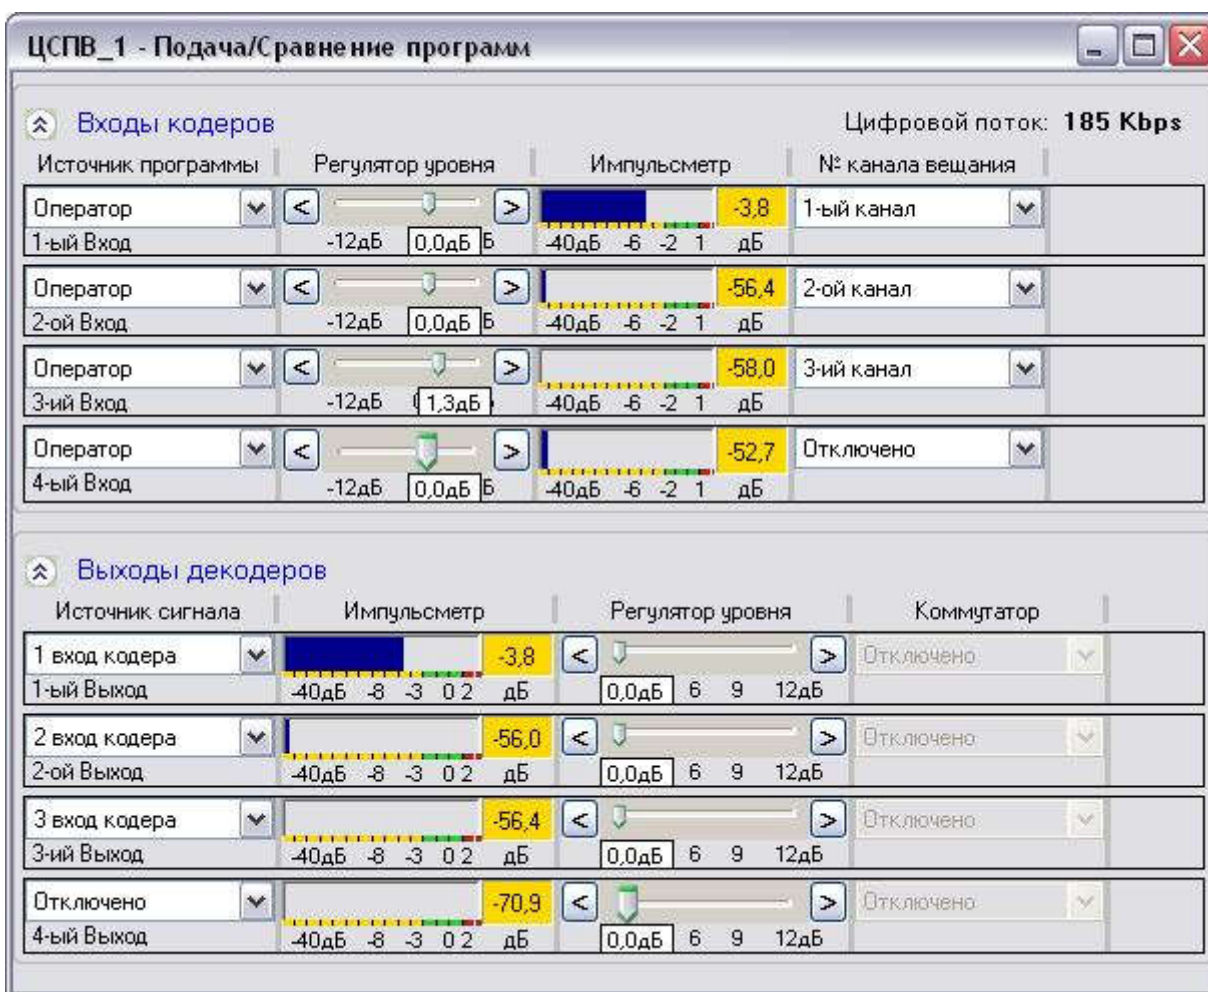 ЦСПВ_1 - Подача/Сравнение программ
Входы кодеров Цифровой поток: 185 Kbps
Источник программы Регулятор уровня Импульсметр № канала вещания
Оператор < > -3,8 1-ый канал
1-ый Вход -12дБ 0,0дБ Б -40дБ -6 -2 1 дБ
Оператор < > -56,4 2-ой канал
2-ой Вход -12дБ 0,0дБ Б -40дБ -6 -2 1 дБ
Оператор < > -58,0 3-ий канал
3-ий Вход -12дБ 1,3дБ -40дБ -6 -2 1 дБ
Оператор < > -52,7 Отключено
4-ый Вход -12дБ 0,0дБ Б -40дБ -6 -2 1 дБ
Выходы декодеров
Источник сигнала Импульсметр Регулятор уровня Коммутатор
1 вход кодера -3,8 < > Отключено
1-ый Выход -40дБ -8 -3 0 2 дБ 0,0дБ 6 9 12дБ
2 вход кодера -56,0 < > Отключено
2-ой Выход -40дБ -8 -3 0 2 дБ 0,0дБ 6 9 12дБ
3 вход кодера -56,4 < > Отключено
3-ий Выход -40дБ -8 -3 0 2 дБ 0,0дБ 6 9 12дБ
Отключено -70,9 < > Отключено
4-ый Выход -40дБ -8 -3 0 2 дБ 0,0дБ 6 9 12дБ